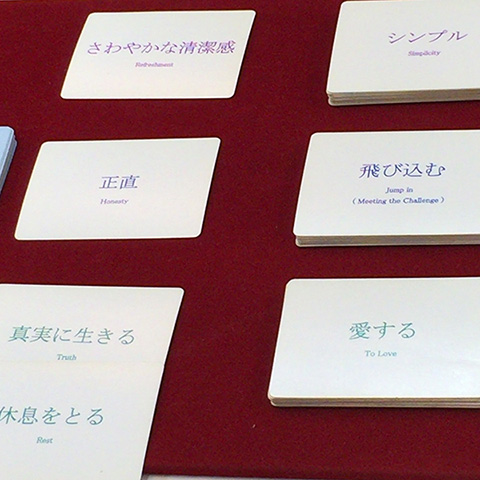 さわやかな清潔感
Refreshment
シンプル
Simplicity
正直
Honesty
飛び込む
Jump in
( Meeting the Challenge )
真実に生きる
Truth
愛する
To Love
休息をとる
Rest